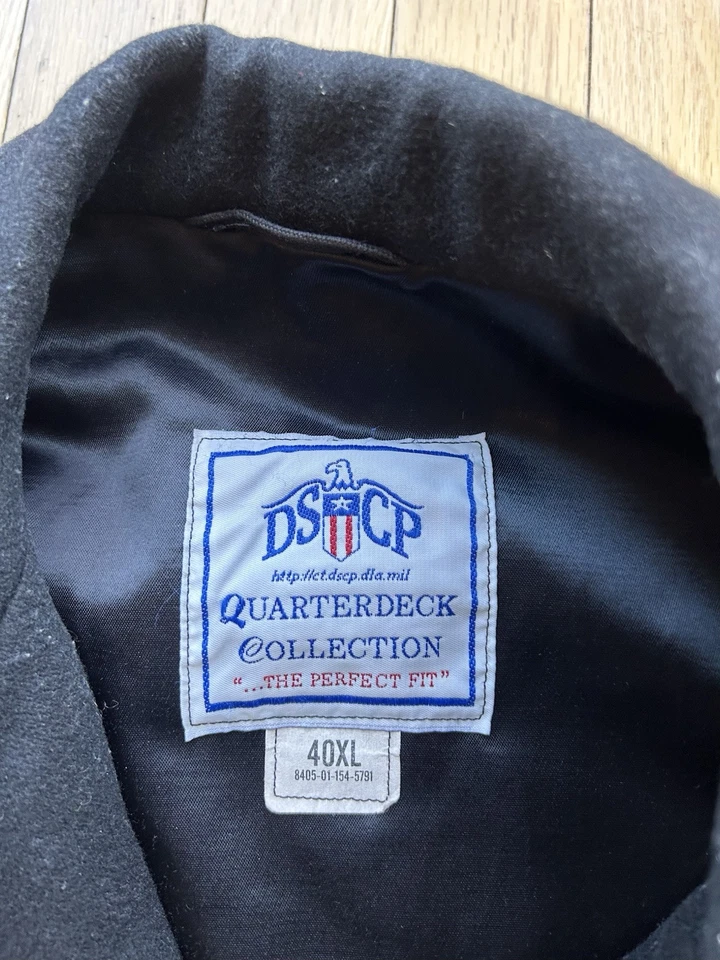 DSCP
http://ct.dscp.dla.mil
QUARTERDECK
COLLECTION
"...THE PERFECT FIT"
40XL
8405-01-154-5791